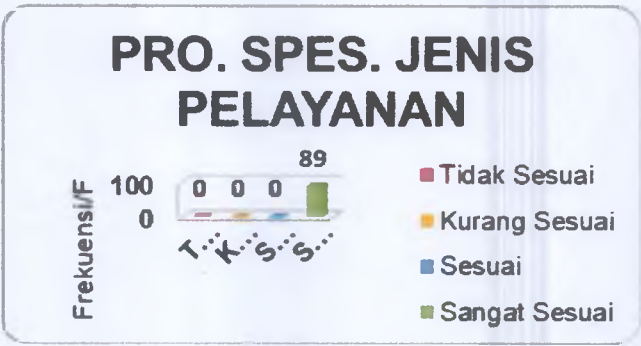 PRO. SPES. JENIS
PELAYANAN
Frekuensi/F
100
0
0
0
0
89
T...
K...
S...
S...
Tidak Sesuai
Kurang Sesuai
Sesuai
Sangat Sesuai